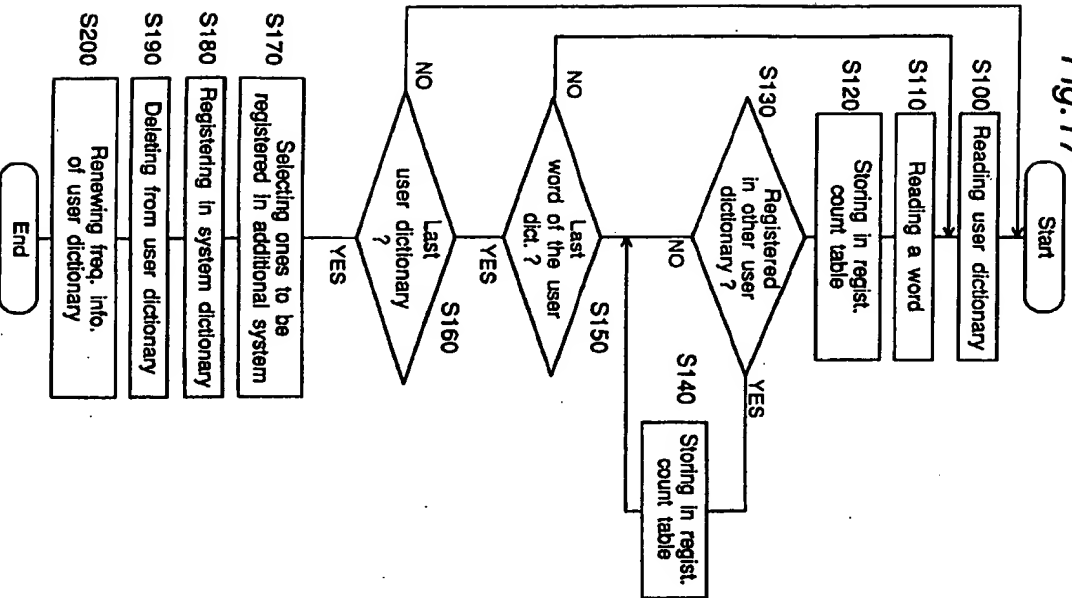 Fig.17
Start
S100
Reading user dictionary
S110
Reading a word
S120
Storing in regist.
count table
S130
Registered
in other user
dictionary ?
YES
NO
S140
Storing in regist.
count table
S150
Last
word of the user
dict. ?
NO
YES
S160
Last
user dictionary
?
NO
YES
S170
Selecting ones to be
registered in additional system
S180
Registering in system dictionary
S190
Deleting from user dictionary
S200
Renewing freq. info.
of user dictionary
End